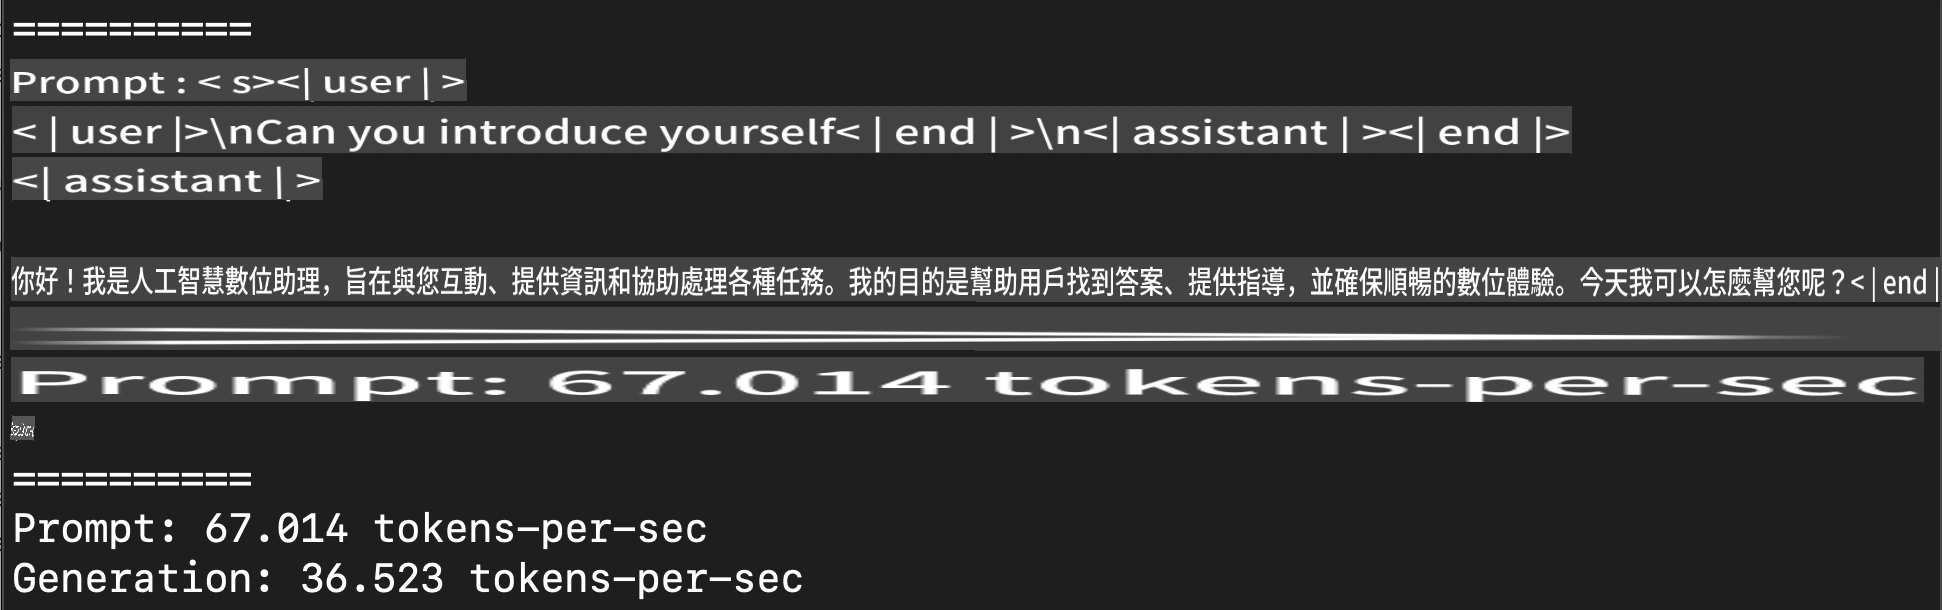 ==========
Prompt : < s><| user | >
< | user |>\nCan you introduce yourself< | end | >\n<| assistant | ><| end |>
<| assistant | >
你好！我是人工智慧數位助理，旨在與您互動、提供資訊和協助處理各種任務。我的目的是幫助用戶找到答案、提供指導，並確保順暢的數位體驗。今天我可以怎麼幫您呢？< | end |
Prompt: 67.014 tokens-per-sec
==========
Prompt: 67.014 tokens-per-sec
Generation: 36.523 tokens-per-sec